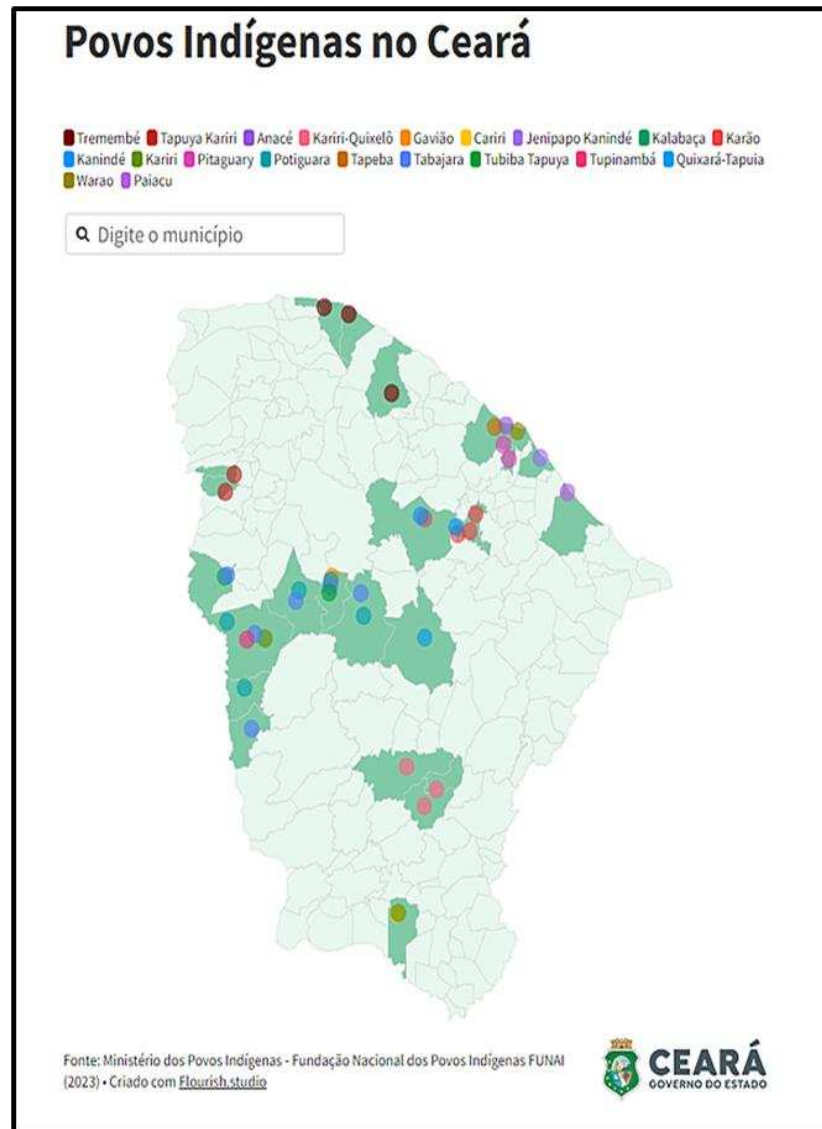 Povos Indígenas no Ceará
Tremembé Tapuya Kariri Anacé Kariri-Quixelô Gavião Cariri Jenipapo Kanindé Kalabaça Karão
Kanindé Kariri Pitaguary Potiguara Tapeba Tabajara Tubiba Tapuya Tupinambá Quixará-Tapuia
Warao Paiacu
Digite o município
Fonte: Ministério dos Povos Indígenas - Fundação Nacional dos Povos Indígenas FUNAI
(2023) • Criado com Flourish.studio
CEARÁ
GOVERNO DO ESTADO